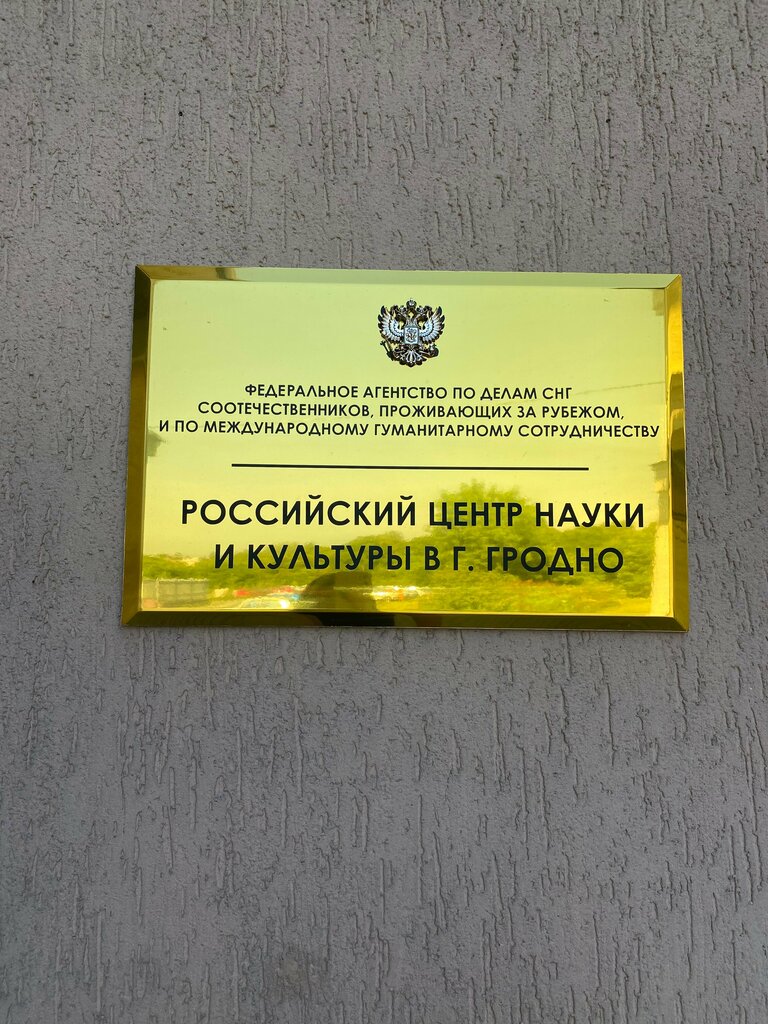 ФЕДЕРАЛЬНОЕ АГЕНТСТВО ПО ДЕЛАМ СНГ
СООТЕЧЕСТВЕННИКОВ, ПРОЖИВАЮЩИХ ЗА РУБЕЖОМ,
И ПО МЕЖДУНАРОДНОМУ ГУМАНИТАРНОМУ СОТРУДНИЧЕСТВУ
РОССИЙСКИЙ ЦЕНТР НАУКИ
И КУЛЬТУРЫ В Г. ГРОДНО